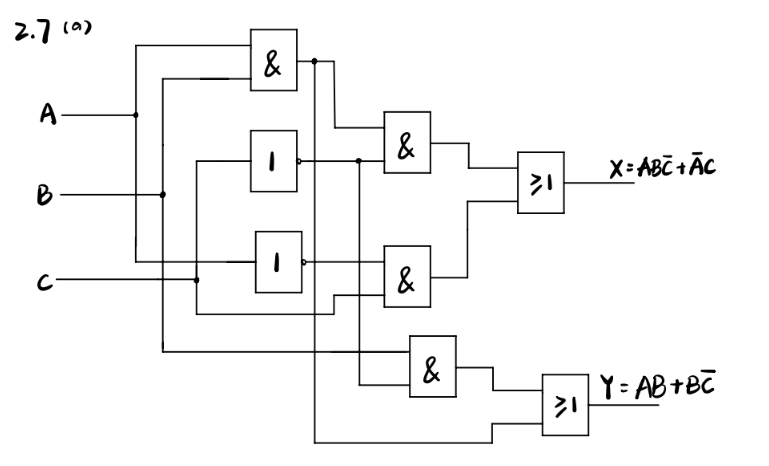 2.7 (a)
&
A
1
&
X = ABC̄ + ĀC
≥1
B
1
&
C
&
Y = AB + BC̄
≥1